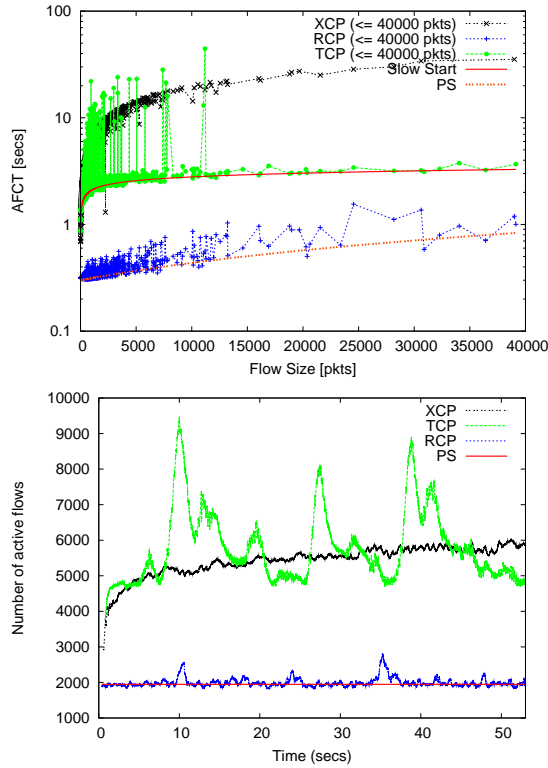 100
10
1
0.1
AFCT [secs]
XCP (<= 40000 pkts)
RCP (<= 40000 pkts)
TCP (<= 40000 pkts)
Slow Start
PS
0 5000 10000 15000 20000 25000 30000 35000 40000
Flow Size [pkts]
10000
9000
8000
7000
6000
5000
4000
3000
2000
1000
Number of active flows
XCP
TCP
RCP
PS
0 10 20 30 40 50
Time (secs)